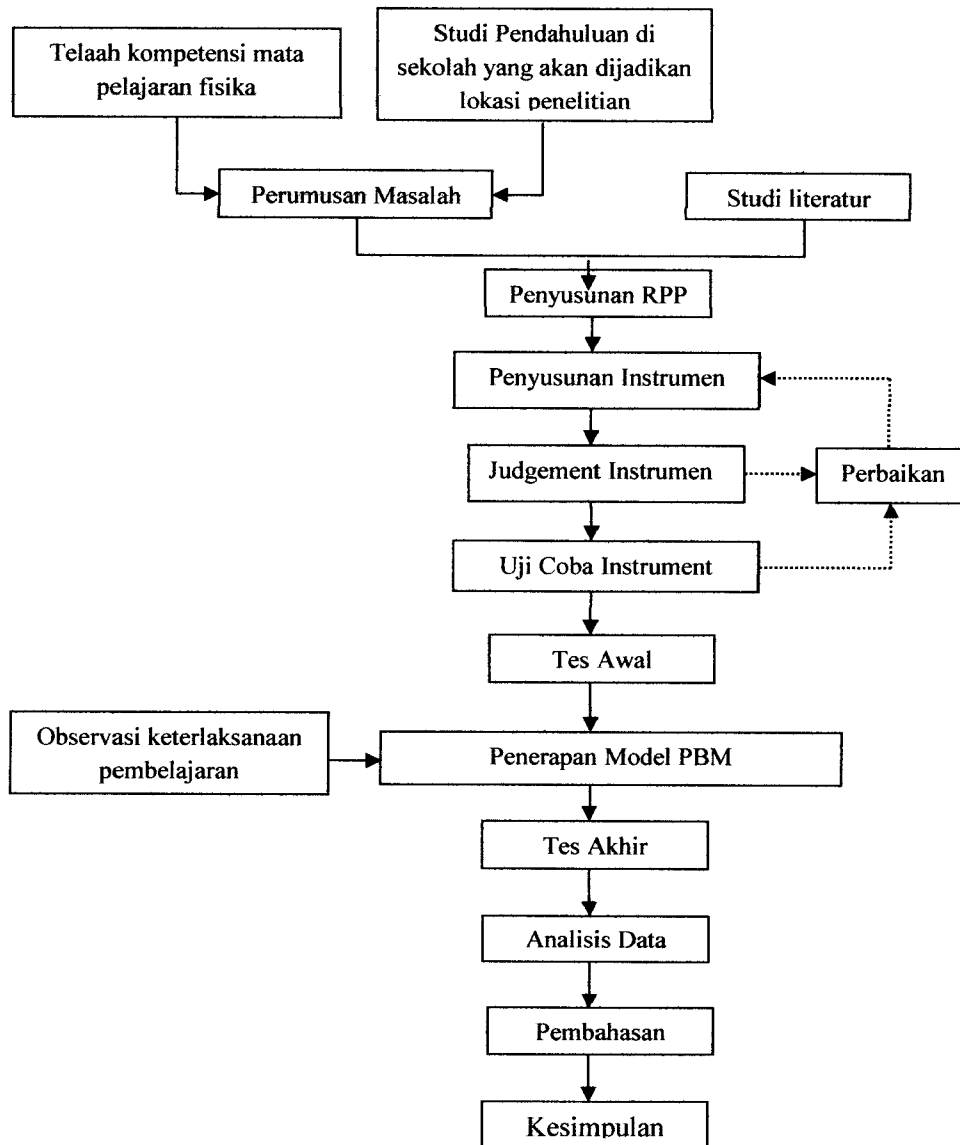 Telaah kompetensi mata
pelajaran fisika
Studi Pendahuluan di
sekolah yang akan dijadikan
lokasi penelitian
Perumusan Masalah
Studi literatur
Penyusunan RPP
Penyusunan Instrumen
Judgement Instrumen
Perbaikan
Uji Coba Instrument
Tes Awal
Observasi keterlaksanaan
pembelajaran
Penerapan Model PBM
Tes Akhir
Analisis Data
Pembahasan
Kesimpulan